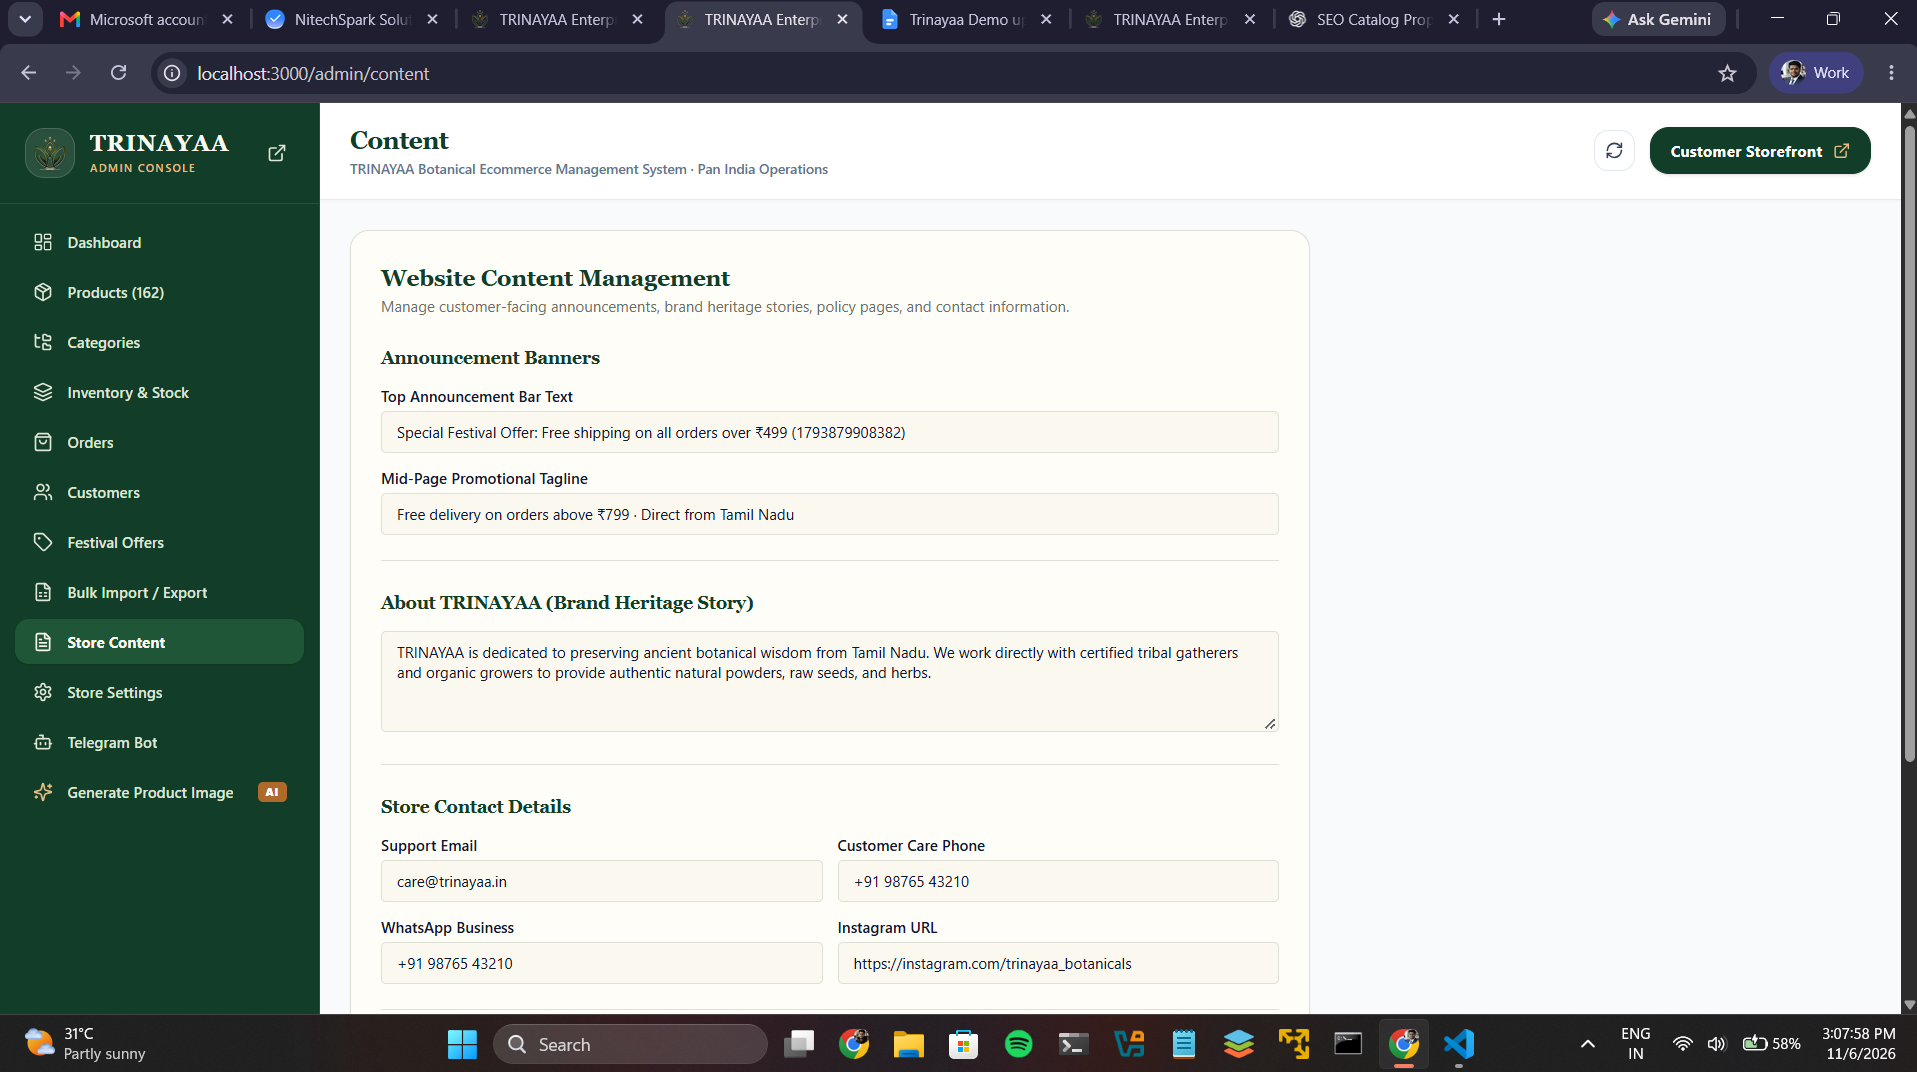 Microsoft accoun
NitechSpark Solu
TRINAYAA Enterp
TRINAYAA Enterp
Trinayaa Demo u
TRINAYAA Enterp
SEO Catalog Prop
Ask Gemini
localhost:3000/admin/content
Work
TRINAYAA
ADMIN CONSOLE
Dashboard
Products (162)
Categories
Inventory & Stock
Orders
Customers
Festival Offers
Bulk Import / Export
Store Content
Store Settings
Telegram Bot
Generate Product Image
AI
Content
TRINAYAA Botanical Ecommerce Management System · Pan India Operations
Customer Storefront
Website Content Management
Manage customer-facing announcements, brand heritage stories, policy pages, and contact information.
Announcement Banners
Top Announcement Bar Text
Special Festival Offer: Free shipping on all orders over ₹499 (1793879908382)
Mid-Page Promotional Tagline
Free delivery on orders above ₹799 · Direct from Tamil Nadu
About TRINAYAA (Brand Heritage Story)
TRINAYAA is dedicated to preserving ancient botanical wisdom from Tamil Nadu. We work directly with certified tribal gatherers
and organic growers to provide authentic natural powders, raw seeds, and herbs.
Store Contact Details
Support Email
Customer Care Phone
care@trinayaa.in
+91 98765 43210
WhatsApp Business
Instagram URL
+91 98765 43210
https://instagram.com/trinayaa_botanicals
31°C
Partly sunny
Search
ENG
IN
58%
3:07:58 PM
11/6/2026